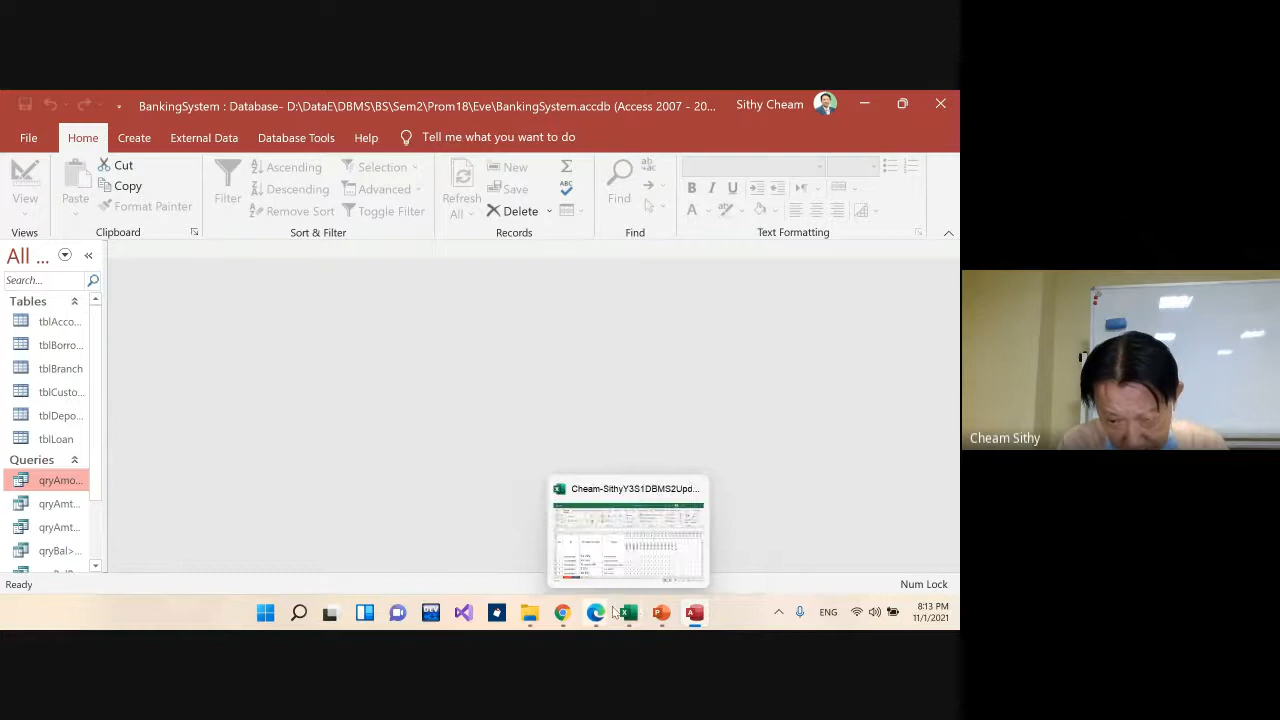 BankingSystem : Database- D:\DataE\DBMS\BS\Sem2\Prom18\Eve\BankingSystem.accdb (Access 2007 - 20...
Sithy Cheam
File
Home
Create
External Data
Database Tools
Help
Tell me what you want to do
View
Views
Paste
Cut
Copy
Format Painter
Clipboard
Filter
Ascending
Descending
Remove Sort
Selection
Advanced
Toggle Filter
Sort & Filter
Refresh
All
New
Save
Delete
Records
Find
Find
B I U
Text Formatting
All ...
Search...
Tables
tblAcco...
tblBorro...
tblBranch
tblCusto...
tblDepo...
tblLoan
Queries
qryAmo...
qryAmt...
qryAmt...
qryBal>...
Cheam-SithyY3S1DBMS2Upd...
Ready
Num Lock
ENG
8:13 PM
11/1/2021
Cheam Sithy